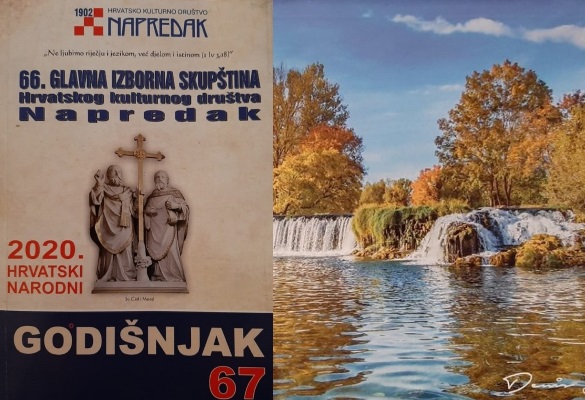 1902
HRVATSKO KULTURNO DRUŠTVO
NAPREDAK
„Ne ljubimo riječju i jezikom, već djelom i istinom (1 Iv 3,18)!"
66. GLAVNA IZBORNA SKUPŠTINA
Hrvatskog kulturnog društva
Napredak
2020.
HRVATSKI
NARODNI
GODIŠNJAK
67